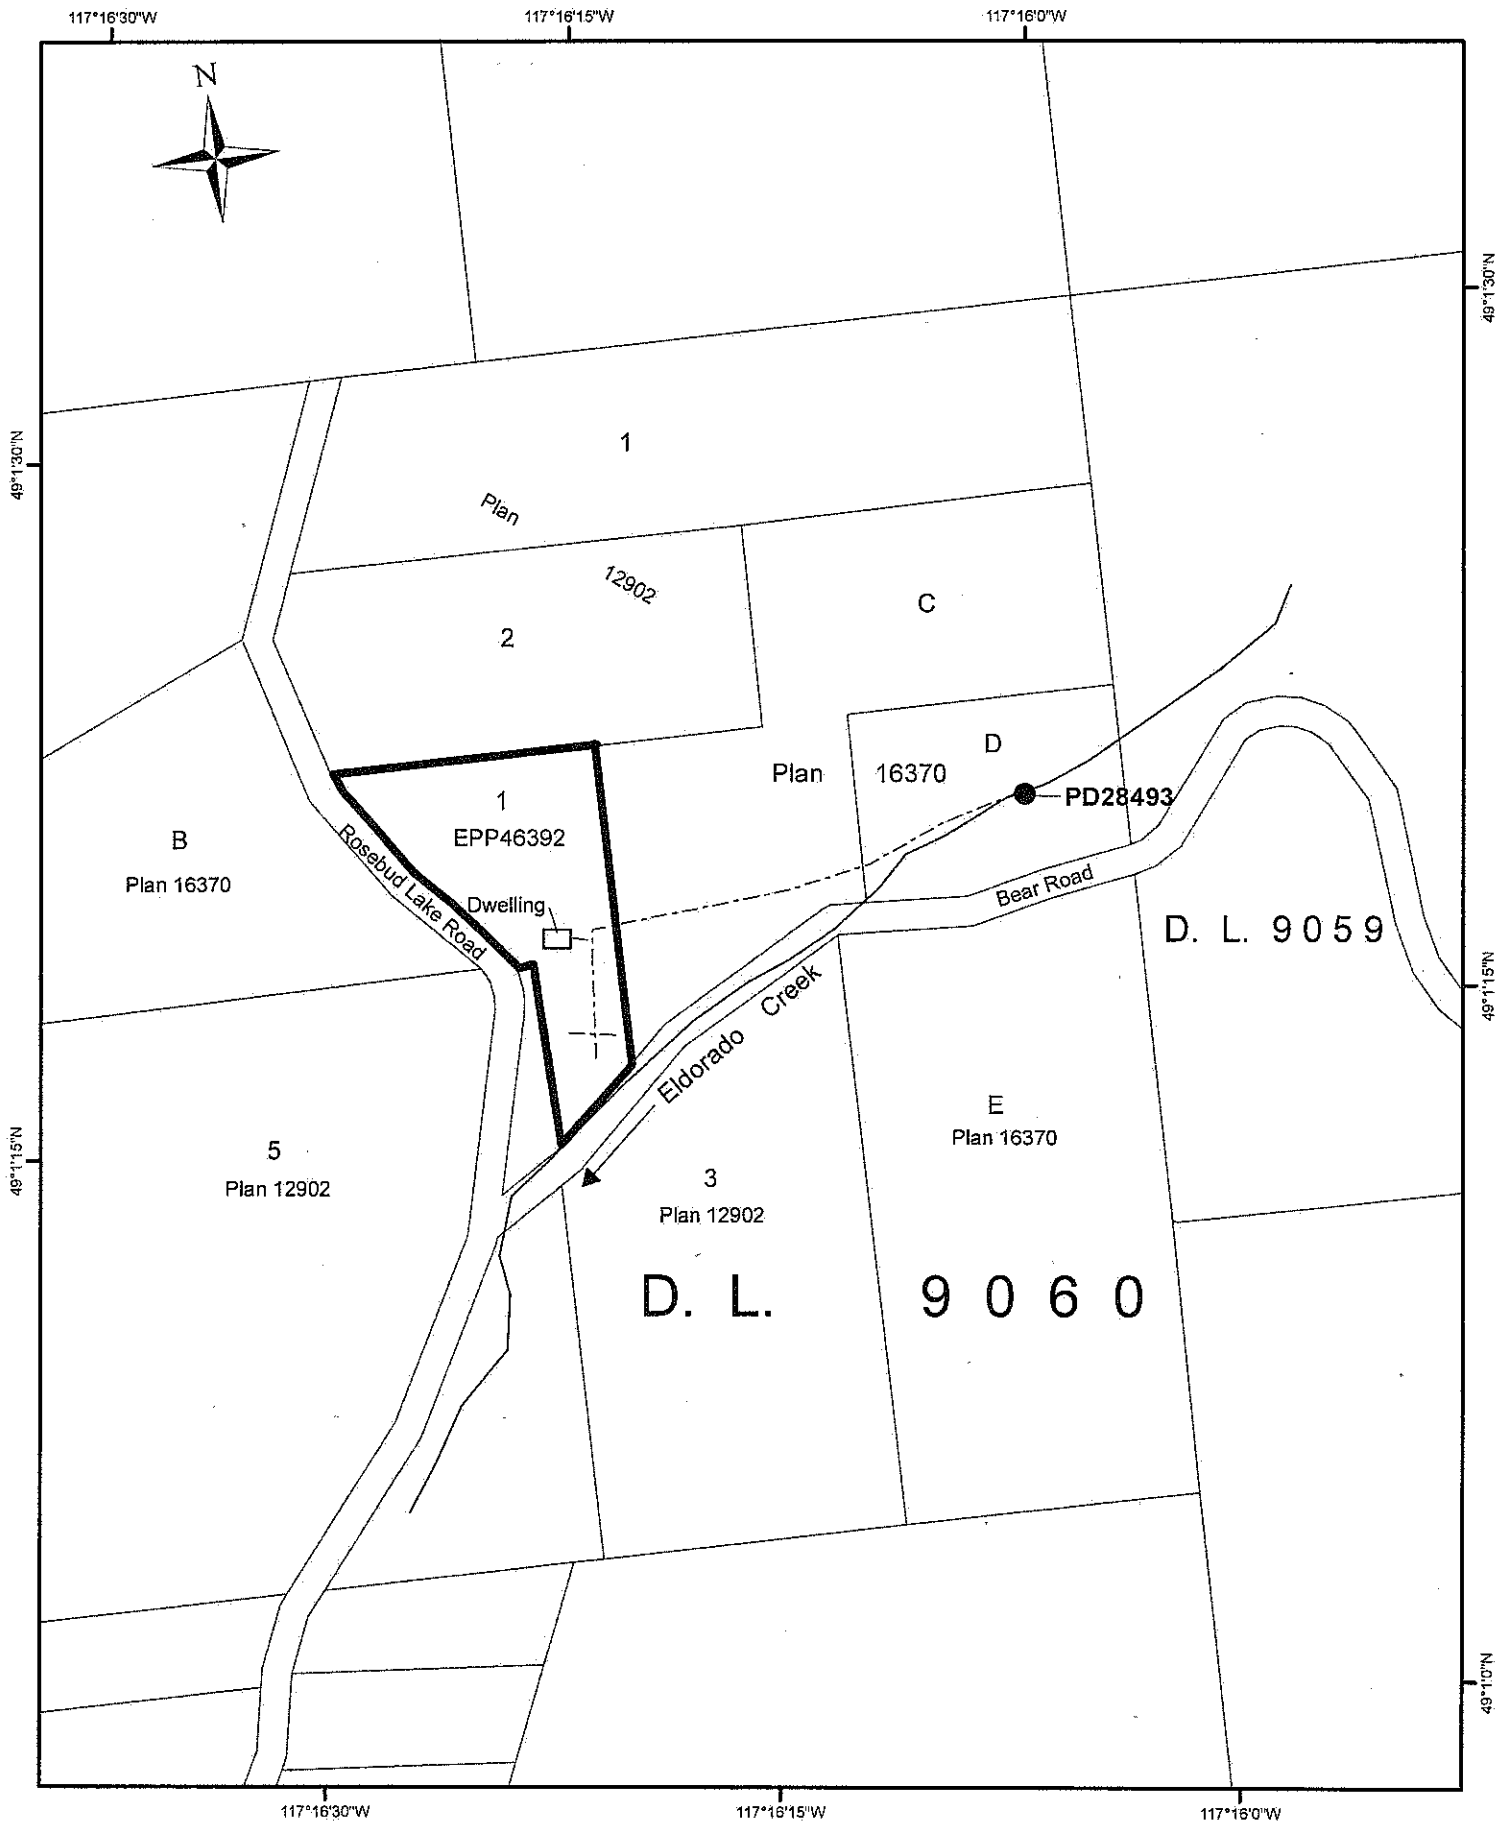 117°16'30"W
117°16'15"W
117°16'0"W
N
49°1'30"N
49°1'30"N
1
Plan
12902
2
C
D
Plan 16370
PD28493
1
EPP46392
B
Plan 16370
Rosebud Lake Road
Dwelling
Bear Road
D. L. 9059
49°1'15"N
Eldorado Creek
E
Plan 16370
5
Plan 12902
49°1'15"N
3
Plan 12902
D. L. 9060
49°1'0"N
117°16'30"W
117°16'15"W
117°16'0"W